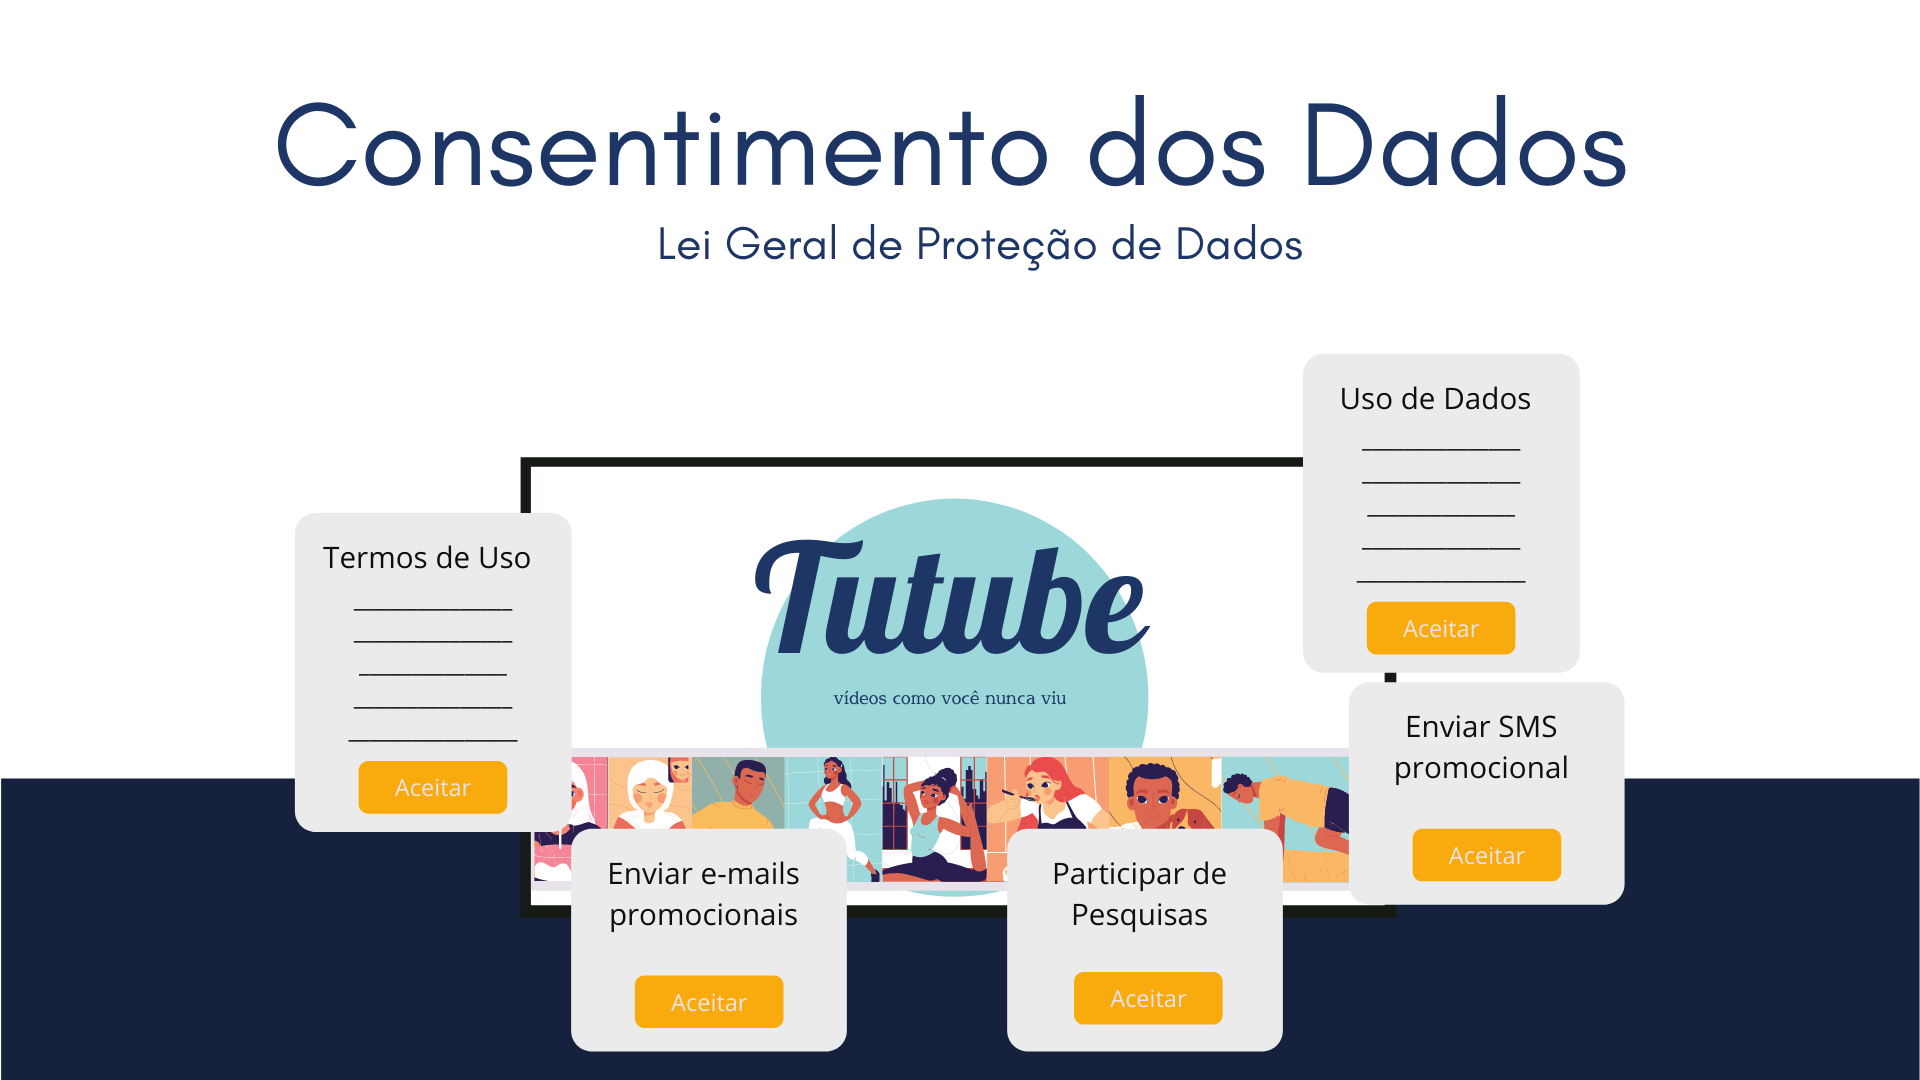 Consentimento dos Dados
Lei Geral de Proteção de Dados
Uso de Dados
Aceitar
Termos de Uso
Aceitar
Tutube
vídeos como você nunca viu
Enviar SMS
promocional
Aceitar
Enviar e-mails
promocionais
Aceitar
Participar de
Pesquisas
Aceitar